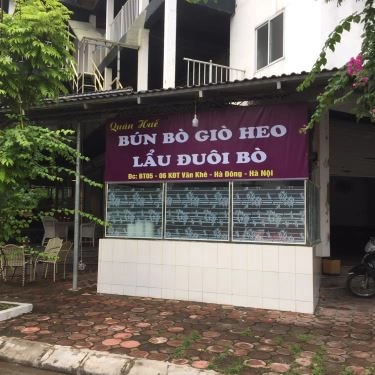 Quán Huế
BÚN BÒ GIÒ HEO
LẨU ĐUÔI BÒ
Đc: BT05 - 06 KĐT Văn Khê - Hà Đông - Hà Nội